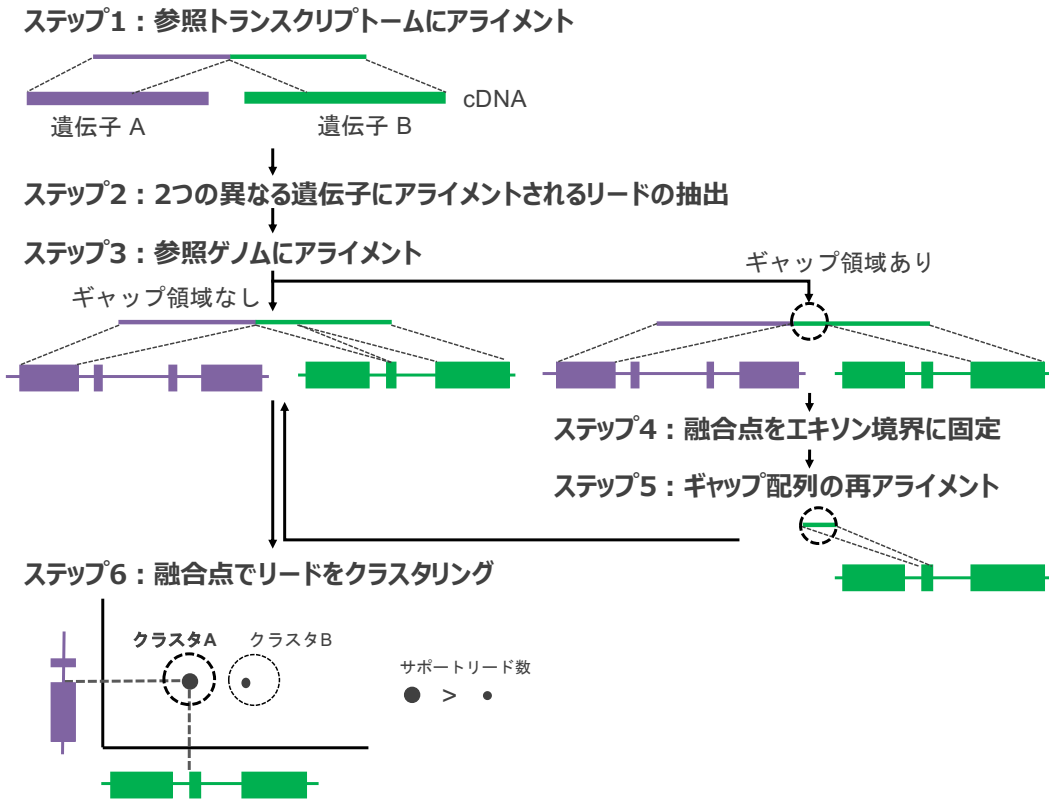 ステップ1：参照トランスクリプトームにアライメント
cDNA
遺伝子 A
遺伝子 B
ステップ2：2つの異なる遺伝子にアライメントされるリードの抽出
ステップ3：参照ゲノムにアライメント
ギャップ領域あり
ギャップ領域なし
ステップ4：融合点をエキソン境界に固定
ステップ5：ギャップ配列の再アライメント
ステップ6：融合点でリードをクラスタリング
クラスタA
クラスタB
サポートリード数
>